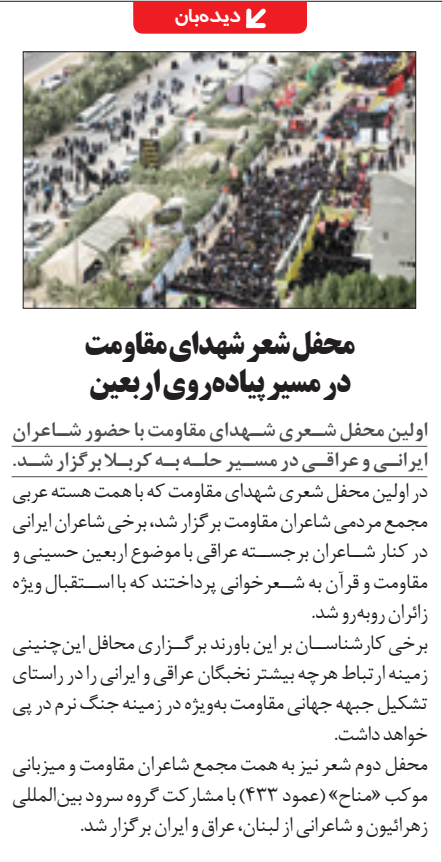 دیده‌بان
محفل شعر شهدای مقاومت
در مسیر پیاده‌روی اربعین
اولین محفل شعری شهدای مقاومت با حضور شاعران
ایرانی و عراقی در مسیر حله به کربلا برگزار شد.
در اولین محفل شعری شهدای مقاومت که با همت هسته عربی
مجمع مردمی شاعران مقاومت برگزار شد، برخی شاعران ایرانی
در کنار شاعران برجسته عراقی با موضوع اربعین حسینی و
مقاومت و قرآن به شعرخوانی پرداختند که با استقبال ویژه
زائران روبه‌رو شد.
برخی کارشناسان بر این باورند برگزاری محافل این‌چنینی
زمینه ارتباط هرچه بیشتر نخبگان عراقی و ایرانی را در راستای
تشکیل جبهه جهانی مقاومت به‌ویژه در زمینه جنگ نرم در پی
خواهد داشت.
محفل دوم شعر نیز به همت مجمع شاعران مقاومت و میزبانی
موکب «مناح» (عمود ۴۳۳) با مشارکت گروه سرود بین‌المللی
زهرائیون و شاعرانی از لبنان، عراق و ایران برگزار شد.